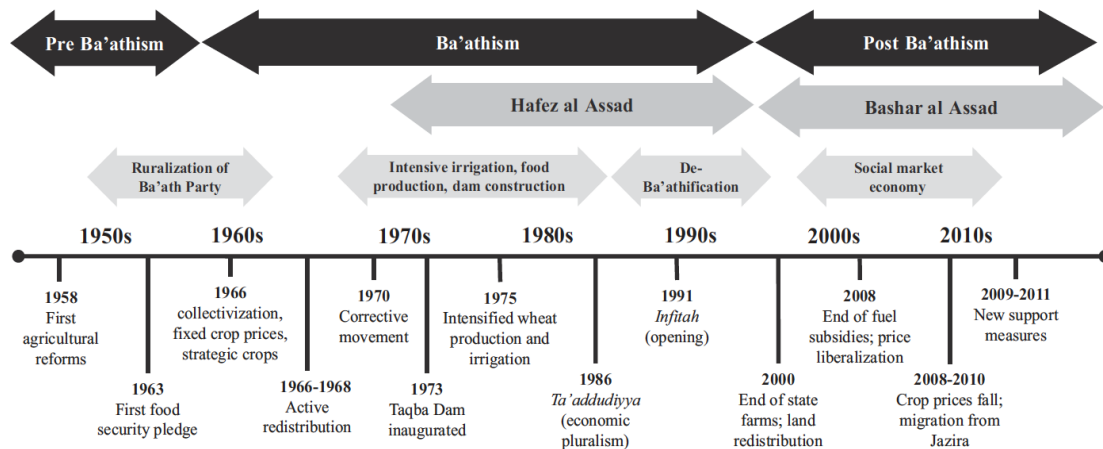 Pre Ba’athism
Ba’athism
Post Ba’athism
Hafez al Assad
Bashar al Assad
Ruralization of
Ba’ath Party
Intensive irrigation, food
production, dam construction
De-
Ba’athification
Social market
economy
1950s
1960s
1970s
1980s
1990s
2000s
2010s
1958
First
agricultural
reforms
1963
First food
security pledge
1966
collectivization,
fixed crop prices,
strategic crops
1966-1968
Active
redistribution
1970
Corrective
movement
1973
Taqba Dam
inaugurated
1975
Intensified wheat
production and
irrigation
1986
Ta’addudiyya
(economic
pluralism)
1991
Infitah
(opening)
2000
End of state
farms; land
redistribution
2008
End of fuel
subsidies; price
liberalization
2008-2010
Crop prices fall;
migration from
Jazira
2009-2011
New support
measures